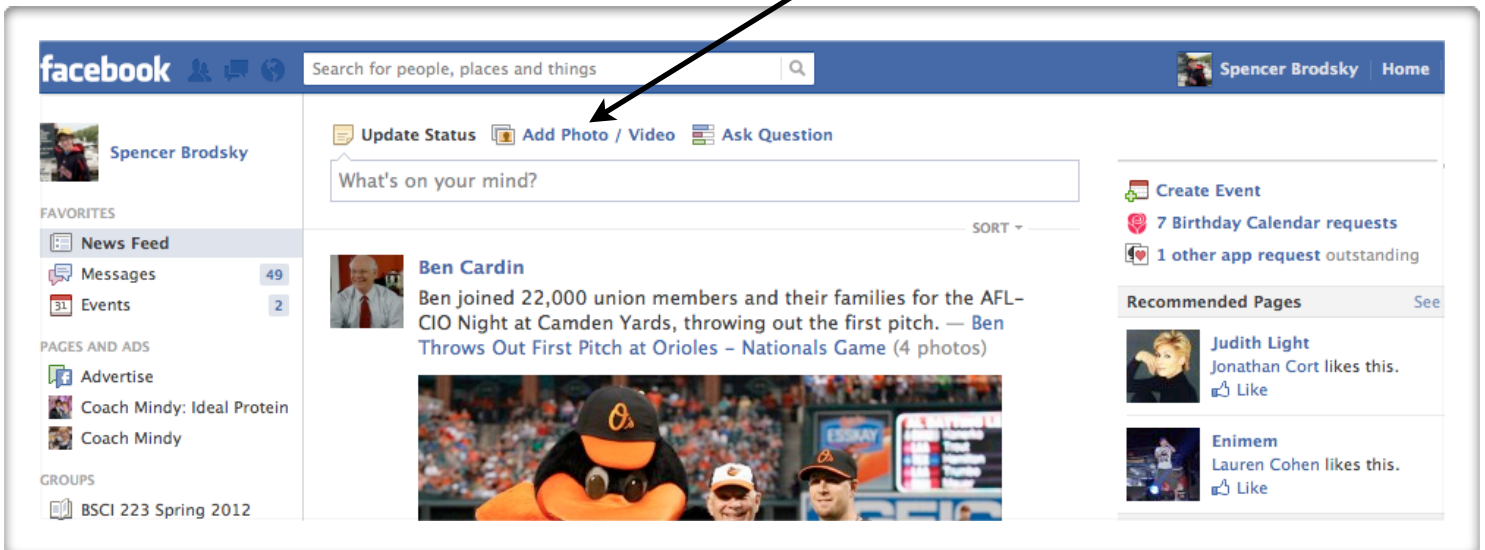 facebook
Search for people, places and things
Spencer Brodsky
Home
Spencer Brodsky
FAVORITES
News Feed
Messages 49
31 Events 2
PAGES AND ADS
Advertise
Coach Mindy: Ideal Protein
Coach Mindy
GROUPS
BSCI 223 Spring 2012
Update Status Add Photo / Video Ask Question
What's on your mind?
SORT
Ben Cardin
Ben joined 22,000 union members and their families for the AFL-
CIO Night at Camden Yards, throwing out the first pitch. — Ben
Throws Out First Pitch at Orioles – Nationals Game (4 photos)
O's
ESSKAY
GEIC
Create Event
7 Birthday Calendar requests
1 other app request outstanding
Recommended Pages See
Judith Light
Jonathan Cort likes this.
Like
Enimem
Lauren Cohen likes this.
Like